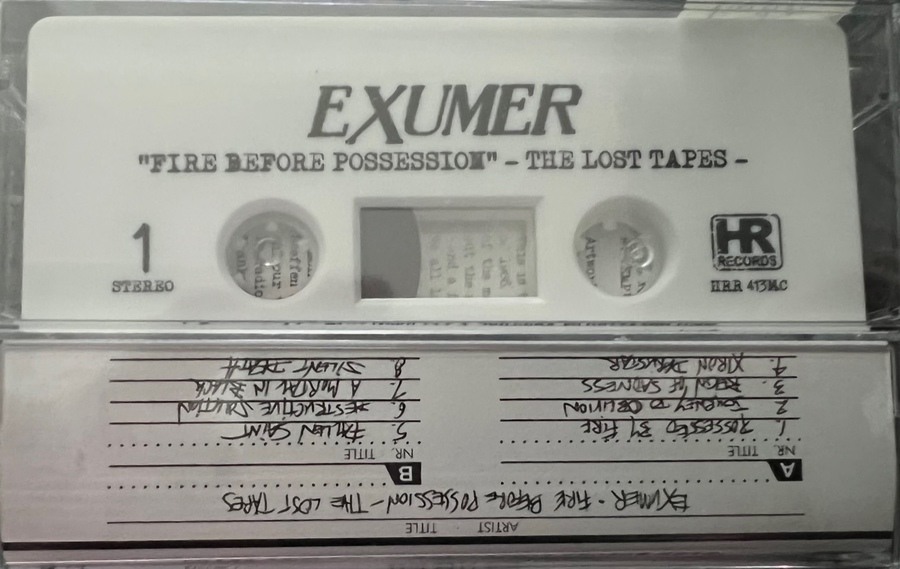 EXUMER
"FIRE BEFORE POSSESSION" - THE LOST TAPES -
1
STEREO
HR
RECORDS
HRR 413MC
ARTIST TITLE
EXUMER - FIRE BEFORE POSSESSION - THE LOST TAPES
A
NR. TITLE
1. POSSESSED BY FIRE
2. JOURNEY TO OBLIVION
3. REIGN OF SADNESS
4. XIRON DARKSTAR
B
NR. TITLE
5. FALLEN SAINT
6. DESTRUCTIVE SOLUTION
7. A MORTAL IN BLACK
8. SILENT DEATH